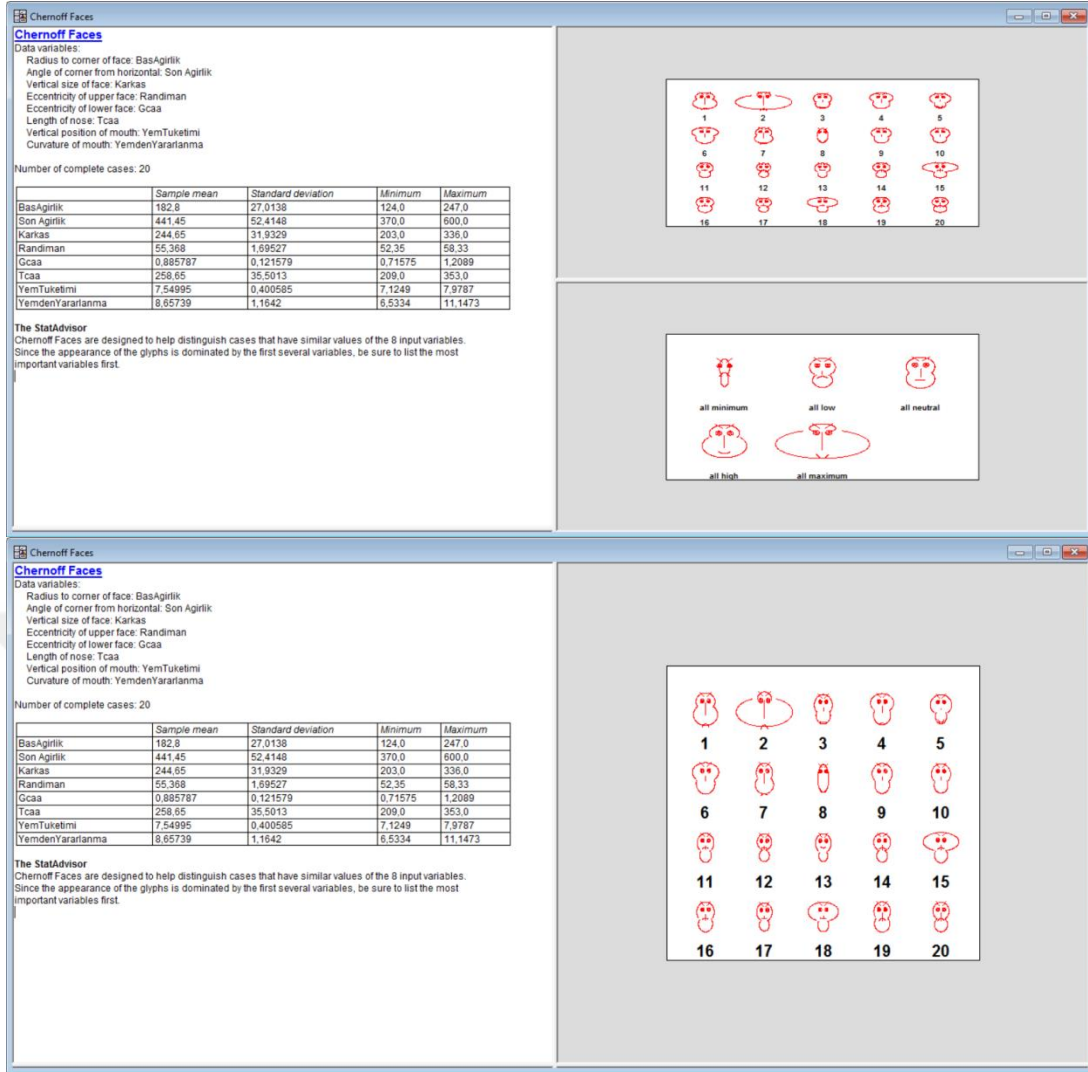 Chernoff Faces
Chernoff Faces
Data variables:
Radius to corner of face: BasAgirlik
Angle of corner from horizontal: Son Agirlik
Vertical size of face: Karkas
Eccentricity of upper face: Randiman
Eccentricity of lower face: Gcaa
Length of nose: Tcaa
Vertical position of mouth: YemTuketimi
Curvature of mouth: YemdenYararlanma
Number of complete cases: 20
Sample mean Standard deviation Minimum Maximum
BasAgirlik 182,8 27,0138 124,0 247,0
Son Agirlik 441,45 52,4148 370,0 600,0
Karkas 244,65 31,9329 203,0 336,0
Randiman 55,368 1,69527 52,35 58,33
Gcaa 0,885787 0,121579 0,71575 1,2089
Tcaa 258,65 35,5013 209,0 353,0
YemTuketimi 7,54995 0,400585 7,1249 7,9787
YemdenYararlanma 8,65739 1,1642 6,5334 11,1473
The StatAdvisor
Chernoff Faces are designed to help distinguish cases that have similar values of the 8 input variables.
Since the appearance of the glyphs is dominated by the first several variables, be sure to list the most
important variables first.
1 2 3 4 5
6 7 8 9 10
11 12 13 14 15
16 17 18 19 20
all minimum all low all neutral
all high all maximum
Chernoff Faces
Chernoff Faces
Data variables:
Radius to corner of face: BasAgirlik
Angle of corner from horizontal: Son Agirlik
Vertical size of face: Karkas
Eccentricity of upper face: Randiman
Eccentricity of lower face: Gcaa
Length of nose: Tcaa
Vertical position of mouth: YemTuketimi
Curvature of mouth: YemdenYararlanma
Number of complete cases: 20
Sample mean Standard deviation Minimum Maximum
BasAgirlik 182,8 27,0138 124,0 247,0
Son Agirlik 441,45 52,4148 370,0 600,0
Karkas 244,65 31,9329 203,0 336,0
Randiman 55,368 1,69527 52,35 58,33
Gcaa 0,885787 0,121579 0,71575 1,2089
Tcaa 258,65 35,5013 209,0 353,0
YemTuketimi 7,54995 0,400585 7,1249 7,9787
YemdenYararlanma 8,65739 1,1642 6,5334 11,1473
The StatAdvisor
Chernoff Faces are designed to help distinguish cases that have similar values of the 8 input variables.
Since the appearance of the glyphs is dominated by the first several variables, be sure to list the most
important variables first.
1 2 3 4 5
6 7 8 9 10
11 12 13 14 15
16 17 18 19 20